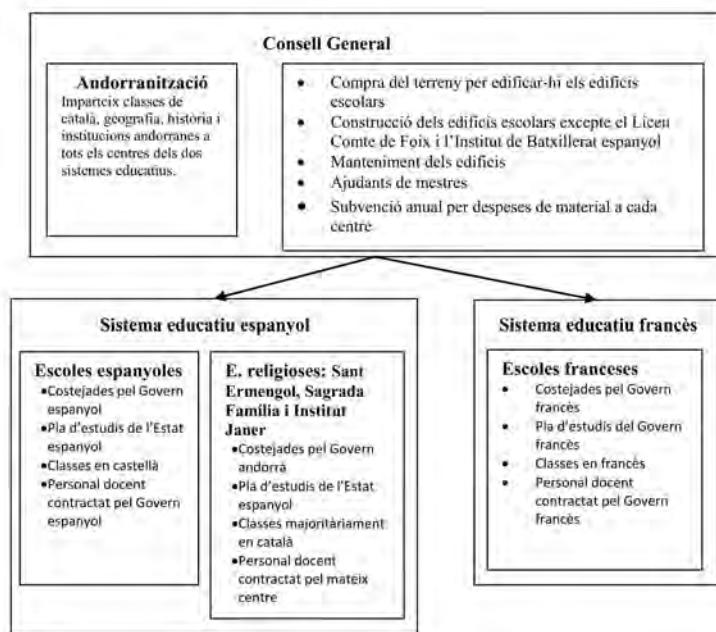 Consell General
Andorranització
Imparteix classes de
català, geografia, història i
institucions andorranes a
tots els centres dels dos
sistemes educatius.
• Compra del terreny per edificar-hi els edificis
escolars
• Construcció dels edificis escolars excepte el Liceu
Comte de Foix i l'Institut de Batxillerat espanyol
• Manteniment dels edificis
• Ajudants de mestres
• Subvenció anual per despeses de material a cada
centre
Sistema educatiu espanyol
Escoles espanyoles
•Costejades pel Govern
espanyol
•Pla d'estudis de l'Estat
espanyol
•Classes en castellà
•Personal docent
contractat pel Govern
espanyol
E. religioses: Sant
Ermengol, Sagrada
Família i Institut
Janer
•Costejades pel Govern
andorrà
•Pla d'estudis de l'Estat
espanyol
•Classes majoritàriament
en català
•Personal docent
contractat pel mateix
centre
Sistema educatiu francès
Escoles franceses
• Costejades pel Govern
francès
• Pla d'estudis del Govern
francès
• Classes en francès
• Personal docent
contractat pel Govern
francès